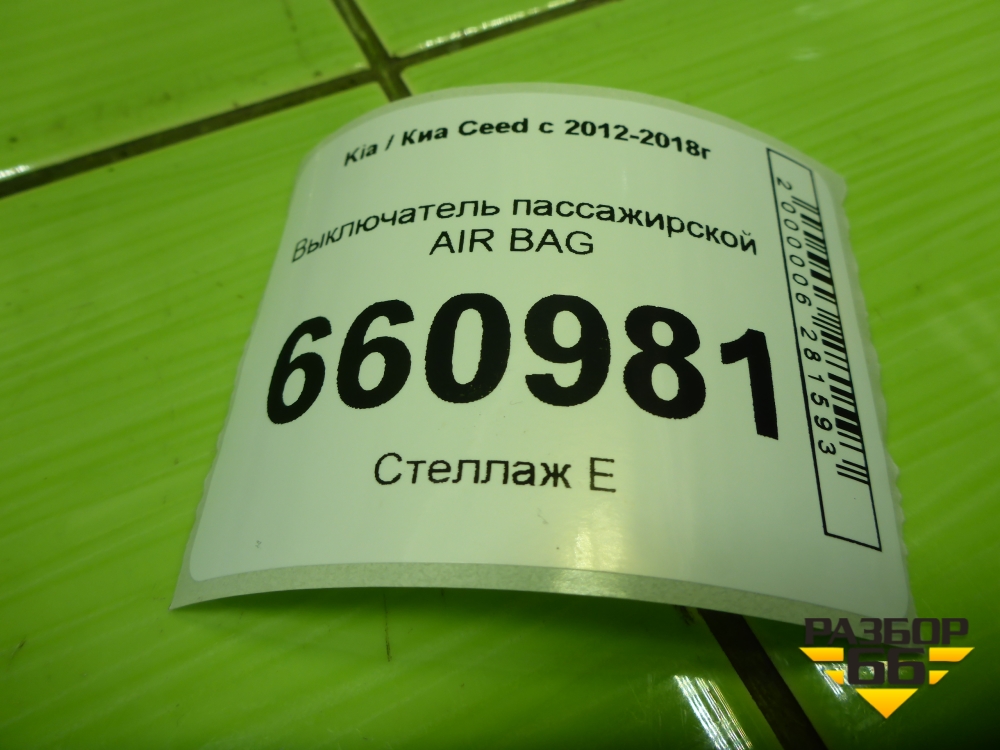 Kia / Киа Ceed с 2012-2018г
Выключатель пассажирской
AIR BAG
660981
Стеллаж Е
2000006281593
РАЗБОР
66